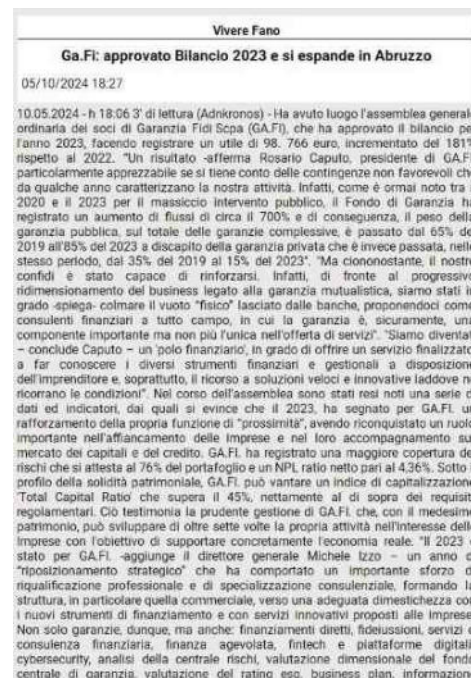 Vivere Fano
Ga.Fi: approvato Bilancio 2023 e si espande in Abruzzo
05/10/2024 18:27
10.05.2024 - h 18:06 3' di lettura (Adnkronos) - Ha avuto luogo l'assemblea generale
ordinaria dei soci di Garanzia Fidi Scpa (GA.FI), che ha approvato il bilancio per
l'anno 2023, facendo registrare un utile di 98. 766 euro, incrementato del 181%
rispetto al 2022. "Un risultato -afferma Rosario Caputo, presidente di GA.FI
particolarmente apprezzabile se si tiene conto delle contingenze non favorevoli che
da qualche anno caratterizzano la nostra attività. Infatti, come è ormai noto tra i
2020 e il 2023 per il massiccio intervento pubblico, il Fondo di Garanzia ha
registrato un aumento di flussi di circa il 700% e di conseguenza, il peso della
garanzia pubblica, sul totale delle garanzie complessive, è passato dal 65% de
2019 all'85% del 2023 a discapito della garanzia privata che è invece passata, nello
stesso periodo, dal 35% del 2019 al 15% del 2023". "Ma ciononostante, il nostro
confidi è stato capace di rinforzarsi. Infatti, di fronte al progressivo
ridimensionamento del business legato alla garanzia mutualistica, siamo stati in
grado -spiega- colmare il vuoto "fisico" lasciato dalle banche, proponendoci come
consulenti finanziari a tutto campo, in cui la garanzia è, sicuramente, una
componente importante ma non più l'unica nell'offerta di servizi". "Siamo diventati
– conclude Caputo – un 'polo finanziario', in grado di offrire un servizio finalizzato
a far conoscere i diversi strumenti finanziari e gestionali a disposizione
dell'imprenditore e, soprattutto, il ricorso a soluzioni veloci e innovative laddove ne
ricorrano le condizioni". Nel corso dell'assemblea sono stati resi noti una serie d
dati ed indicatori, dai quali si evince che il 2023, ha segnato per GA.FI. un
rafforzamento della propria funzione di "prossimità", avendo riconquistato un ruolo
importante nell'affiancamento delle imprese e nel loro accompagnamento sul
mercato dei capitali e del credito. GA.FI. ha registrato una maggiore copertura de
rischi che si attesta al 76% del portafoglio e un NPL ratio netto pari al 4,36%. Sotto i
profilo della solidità patrimoniale, GA.FI. può vantare un indice di capitalizzazione
'Total Capital Ratio' che supera il 45%, nettamente al di sopra dei requisiti
regolamentari. Ciò testimonia la prudente gestione di GA.FI. che, con il medesimo
patrimonio, può sviluppare di oltre sette volte la propria attività nell'interesse delle
Imprese con l'obiettivo di supportare concretamente l'economia reale. "Il 2023 è
stato per GA.FI. -aggiunge il direttore generale Michele Izzo – un anno d
"riposizionamento strategico" che ha comportato un importante sforzo d
riqualificazione professionale e di specializzazione consulenziale, formando la
struttura, in particolare quella commerciale, verso una adeguata dimestichezza con
i nuovi strumenti di finanziamento e con servizi innovativi proposti alle Imprese.
Non solo garanzie, dunque, ma anche: finanziamenti diretti, fideiussioni, servizi e
consulenza finanziaria, finanza agevolata, fintech e piattaforme digitali,
cybersecurity, analisi della centrale rischi, valutazione dimensionale del fondo
centrale di garanzia, valutazione del rating esg, business plan, informazioni